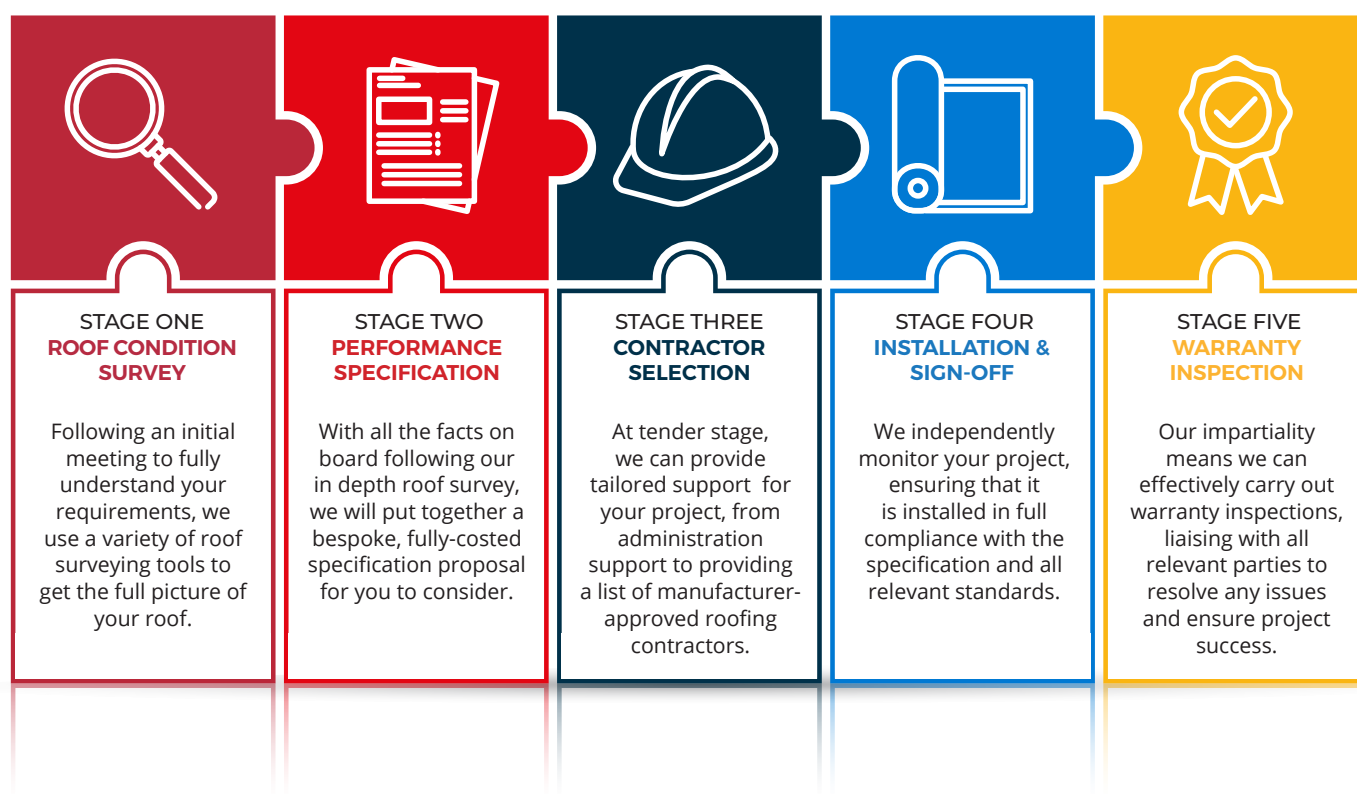 STAGE ONE
ROOF CONDITION
SURVEY
Following an initial
meeting to fully
understand your
requirements, we
use a variety of roof
surveying tools to
get the full picture of
your roof.
STAGE TWO
PERFORMANCE
SPECIFICATION
With all the facts on
board following our
in depth roof survey,
we will put together a
bespoke, fully-costed
specification proposal
for you to consider.
STAGE THREE
CONTRACTOR
SELECTION
At tender stage,
we can provide
tailored support for
your project, from
administration
support to providing
a list of manufacturer-
approved roofing
contractors.
STAGE FOUR
INSTALLATION &
SIGN-OFF
We independently
monitor your project,
ensuring that it
is installed in full
compliance with the
specification and all
relevant standards.
STAGE FIVE
WARRANTY
INSPECTION
Our impartiality
means we can
effectively carry out
warranty inspections,
liaising with all
relevant parties to
resolve any issues
and ensure project
success.